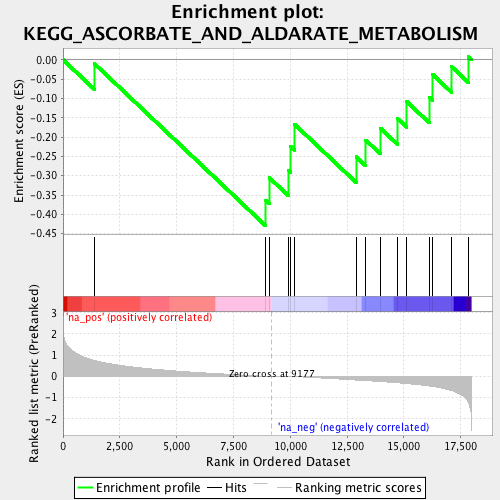 Enrichment plot:
KEGG_ASCORBATE_AND_ALDARATE_METABOLISM
Enrichment score (ES)
0.00
-0.05
-0.10
-0.15
-0.20
-0.25
-0.30
-0.35
-0.40
-0.45
'na_pos' (positively correlated)
Ranked list metric (PreRanked)
3
2
1
0
-1
-2
Zero cross at 9177
'na_neg' (negatively correlated)
0
2,500
5,000
7,500
10,000
12,500
15,000
17,500
Rank in Ordered Dataset
Enrichment profile
Hits
Ranking metric scores